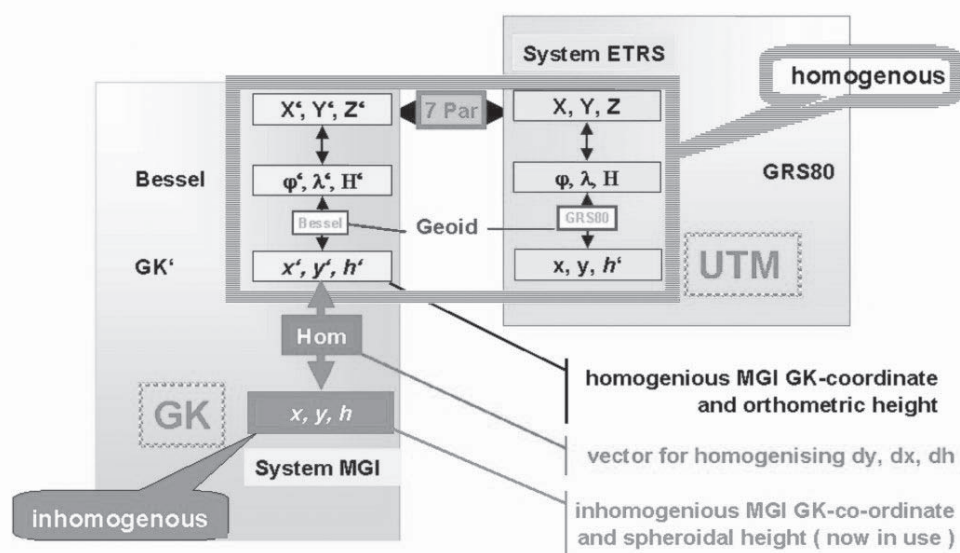 System ETRS
homogenous
X‘, Y‘, Z‘
7 Par
X, Y, Z
Bessel
φ‘, λ‘, H‘
φ, λ, H
GRS80
Bessel
Geoid
GRS80
GK‘
x‘, y‘, h‘
x, y, h‘
UTM
Hom
homogenious MGI GK-coordinate
and orthometric height
GK
x, y, h
vector for homogenising dy, dx, dh
System MGI
inhomogenous
inhomogenious MGI GK-co-ordinate
and spheroidal height ( now in use )